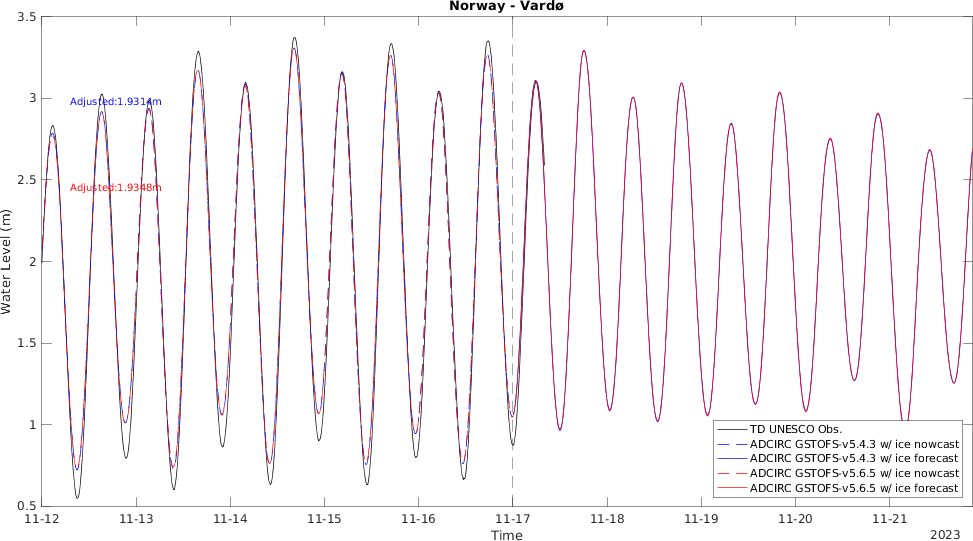 Norway - Vardø
3.5
3
2.5
2
1.5
1
0.5
Water Level (m)
Adjusted:1.9314m
Adjusted:1.9348m
TD UNESCO Obs.
ADCIRC GSTOFS-v5.4.3 w/ ice nowcast
ADCIRC GSTOFS-v5.4.3 w/ ice forecast
ADCIRC GSTOFS-v5.6.5 w/ ice nowcast
ADCIRC GSTOFS-v5.6.5 w/ ice forecast
11-12 11-13 11-14 11-15 11-16 11-17 11-18 11-19 11-20 11-21
Time
2023